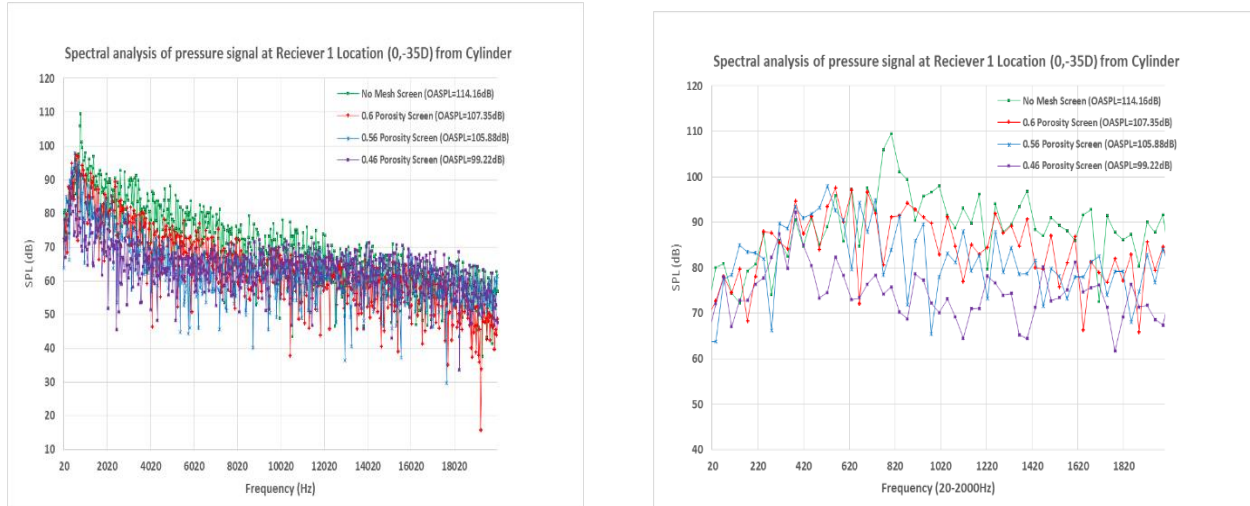 Spectral analysis of pressure signal at Reciever 1 Location (0,-35D) from Cylinder
120
110
100
90
80
70
60
50
40
30
20
10
SPL (dB)
No Mesh Screen (OASPL=114.16dB)
0.6 Porosity Screen (OASPL=107.35dB)
0.56 Porosity Screen (OASPL=105.88dB)
0.46 Porosity Screen (OASPL=99.22dB)
20 2020 4020 6020 8020 10020 12020 14020 16020 18020
Frequency (Hz)
Spectral analysis of pressure signal at Reciever 1 Location (0,-35D) from Cylinder
120
110
100
90
80
70
60
50
40
SPL (dB)
No Mesh Screen (OASPL=114.16dB)
0.6 Porosity Screen (OASPL=107.35dB)
0.56 Porosity Screen (OASPL=105.88dB)
0.46 Porosity Screen (OASPL=99.22dB)
20 220 420 620 820 1020 1220 1420 1620 1820
Frequency (20-2000Hz)